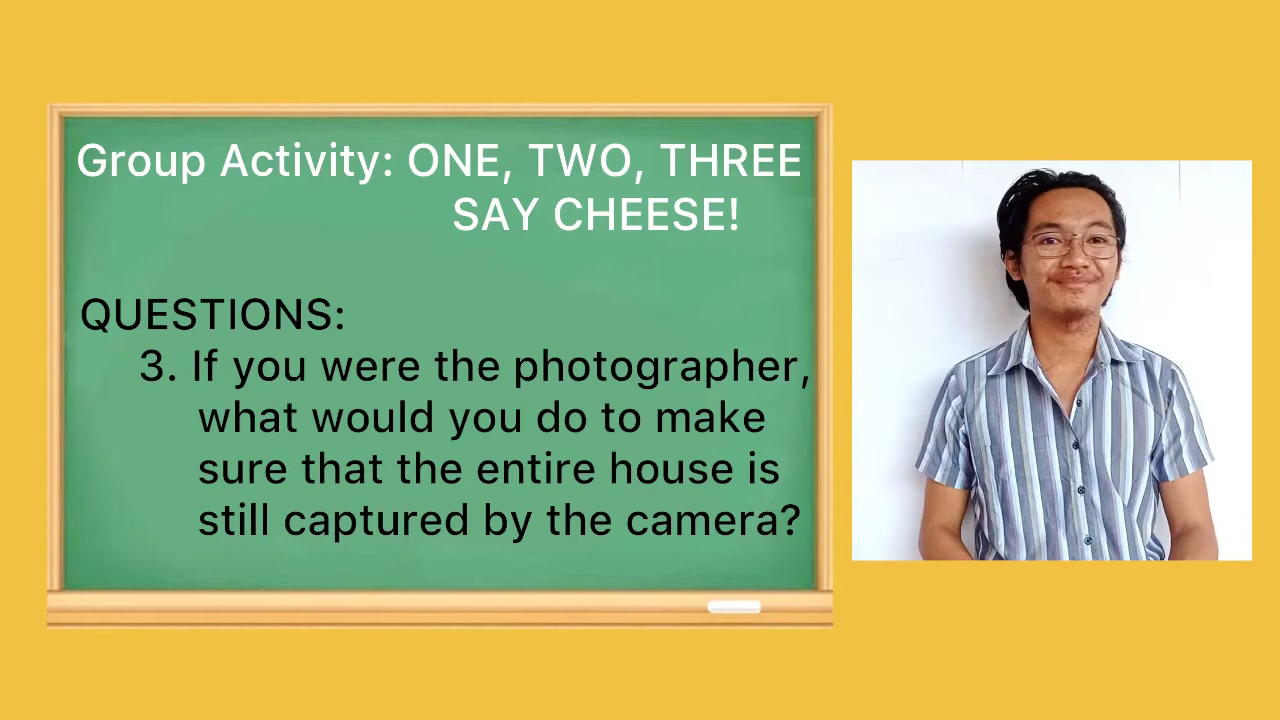 Group Activity: ONE, TWO, THREE
SAY CHEESE!
QUESTIONS:
3. If you were the photographer,
what would you do to make
sure that the entire house is
still captured by the camera?